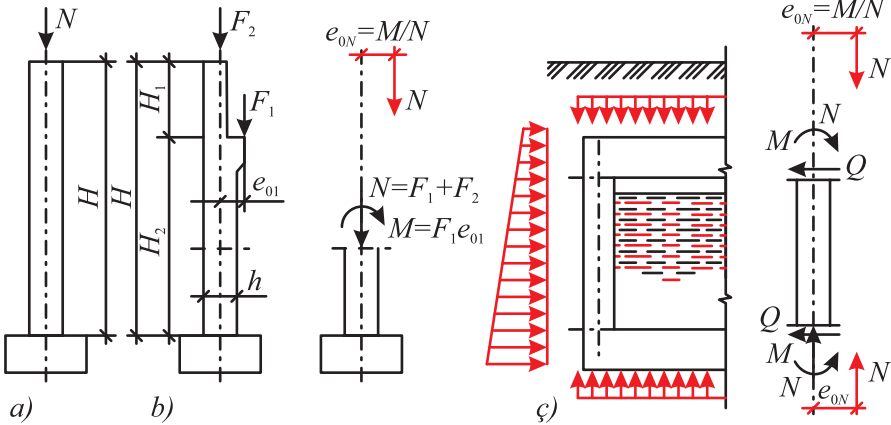 N
F₂
H₁
F₁
H
H
H₂
e₀₁
h
a)
b)
e₀N=M/N
N
N=F₁+F₂
M=F₁e₀₁
ç)
e₀N=M/N
N
N
M
Q
Q
M
N
e₀N
N